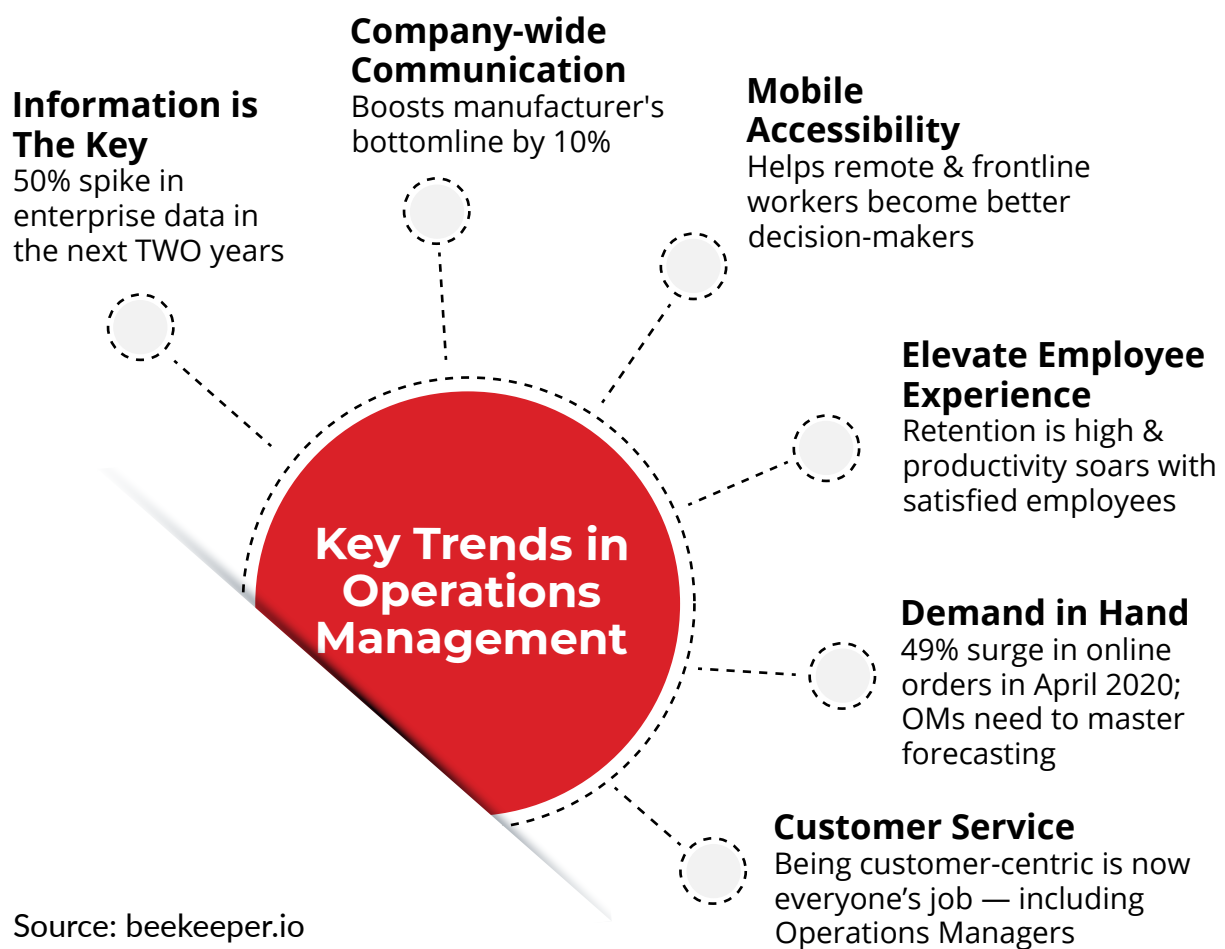 Company-wide
Communication
Boosts manufacturer's
bottomline by 10%
Information is
The Key
50% spike in
enterprise data in
the next TWO years
Mobile
Accessibility
Helps remote & frontline
workers become better
decision-makers
Elevate Employee
Experience
Retention is high &
productivity soars with
satisfied employees
Key Trends in
Operations
Management
Demand in Hand
49% surge in online
orders in April 2020;
OMs need to master
forecasting
Customer Service
Being customer-centric is now
everyone’s job — including
Operations Managers
Source: beekeeper.io